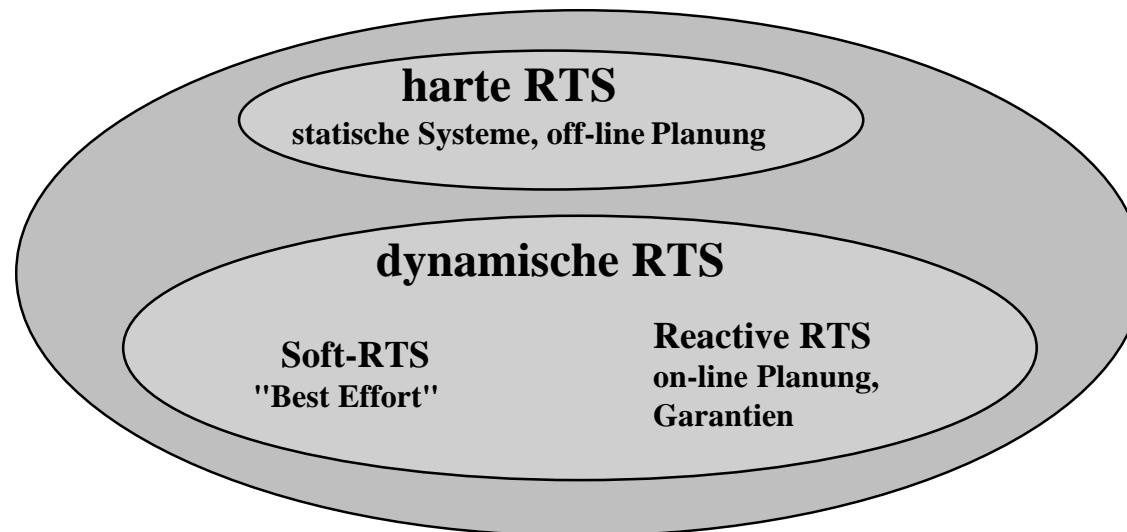 harte RTS
statische Systeme, off-line Planung
dynamische RTS
Soft-RTS
"Best Effort"
Reactive RTS
on-line Planung,
Garantien